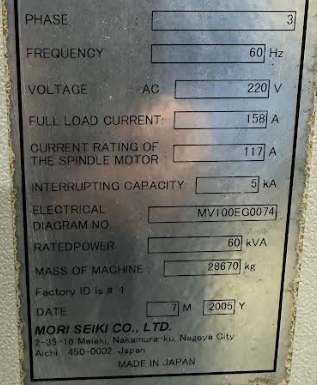 PHASE : 3
FREQUENCY 60 Hz
VOLTAGE : AC 220 V
FULL LOAD CURRENT: 158 A
CURRENT RATING OF
THE SPINDLE MOTOR : 117 A
INTERRUPTING CAPACITY: 5 kA
ELECTRICAL
DIAGRAM NO. MV100EG0074
RATEDPOWER 60 kVA
MASS OF MACHINE : 28670 kg
Factory ID is # 1
DATE 7 M 2005 Y
MORI SEIKI CO., LTD.
2-35-16 Meieki, Nakamura-ku, Nagoya City
Aichi 450-0002, Japan
MADE IN JAPAN